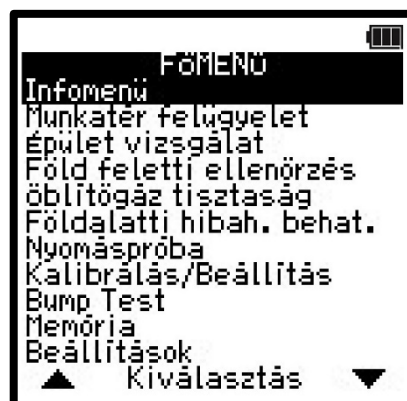 FŐMENÜ
Infomenü
Munkatér felügyelet
Épület vizsgálat
Föld feletti ellenőrzés
Öblítőgáz tisztaság
Földalatti hibah. behat.
Nyomáspróba
Kalibrálás/Beállítás
Bump Test
Memória
Beállítások
Kiválasztás